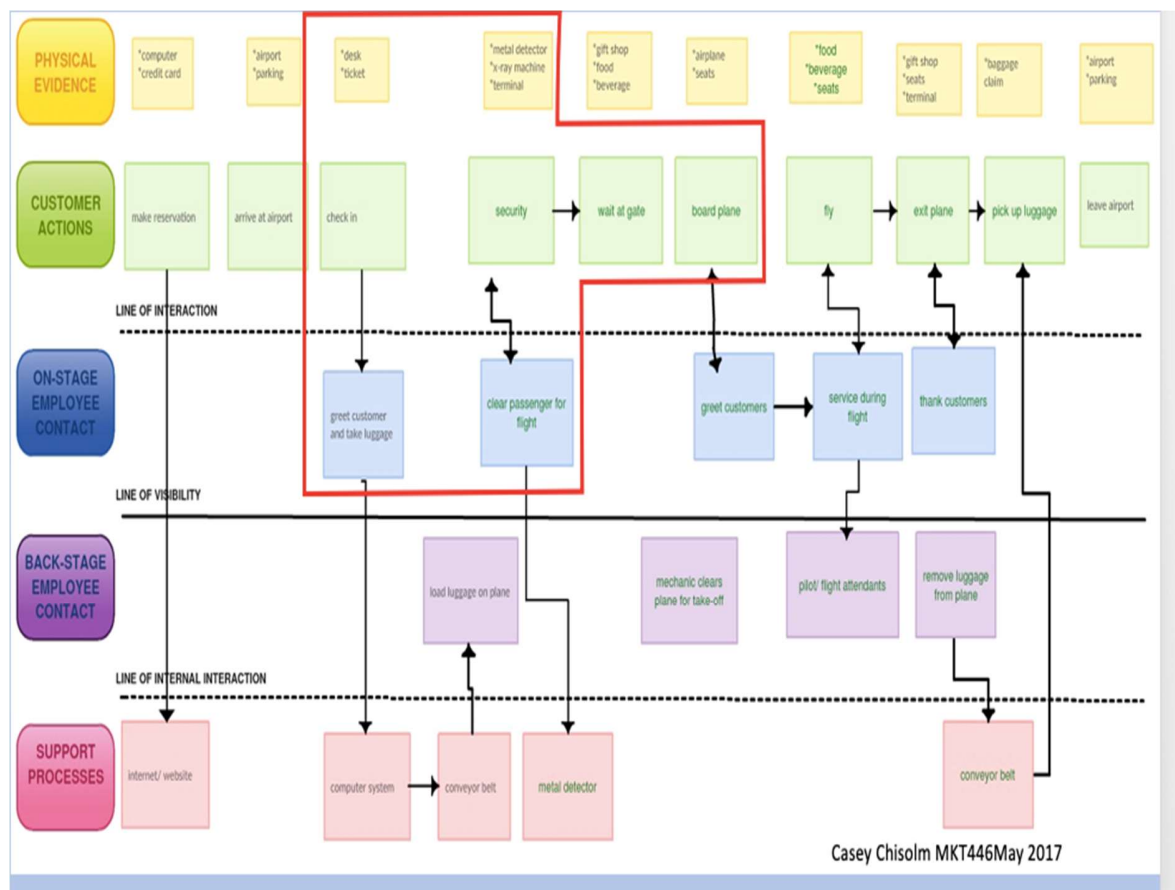 PHYSICAL
EVIDENCE
*computer
*credit card
*airport
*parking
*desk
*ticket
*metal detector
*x-ray machine
*terminal
*gift shop
*food
*beverage
*airplane
*seats
*food
*beverage
*seats
*gift shop
*seats
*terminal
*baggage
claim
*airport
*parking
CUSTOMER
ACTIONS
make reservation
arrive at airport
check in
security
wait at gate
board plane
fly
exit plane
pick up luggage
leave airport
LINE OF INTERACTION
ON-STAGE
EMPLOYEE
CONTACT
greet customer
and take luggage
clear passenger for
flight
greet customers
service during
flight
thank customers
LINE OF VISIBILITY
BACK-STAGE
EMPLOYEE
CONTACT
load luggage on plane
mechanic clears
plane for take-off
pilot/ flight attendants
remove luggage
from plane
LINE OF INTERNAL INTERACTION
SUPPORT
PROCESSES
internet/ website
computer system
conveyor belt
metal detector
conveyor belt
Casey Chisolm MKT446May 2017